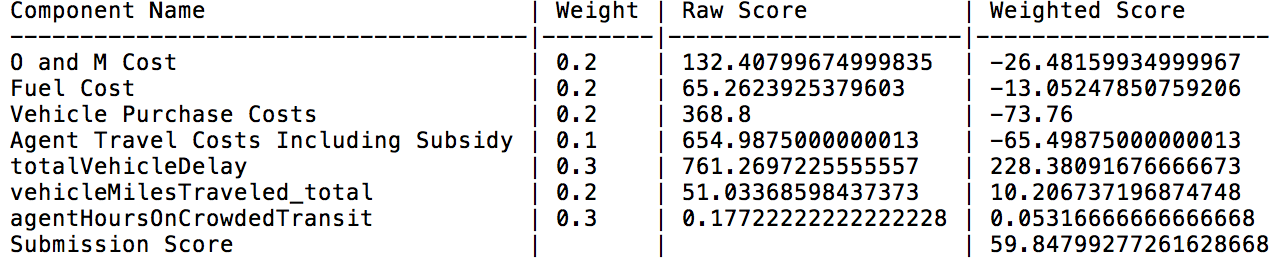 Component Name | Weight | Raw Score | Weighted Score
---------------------------------------|--------|----------------------|----------------------
O and M Cost | 0.2 | 132.40799674999835 | -26.48159934999967
Fuel Cost | 0.2 | 65.2623925379603 | -13.05247850759206
Vehicle Purchase Costs | 0.2 | 368.8 | -73.76
Agent Travel Costs Including Subsidy | 0.1 | 654.9875000000013 | -65.49875000000013
totalVehicleDelay | 0.3 | 761.2697225555557 | 228.38091676666673
vehicleMilesTraveled_total | 0.2 | 51.03368598437373 | 10.206737196874748
agentHoursOnCrowdedTransit | 0.3 | 0.17722222222222228 | 0.05316666666666668
Submission Score | | | 59.84799277261628668